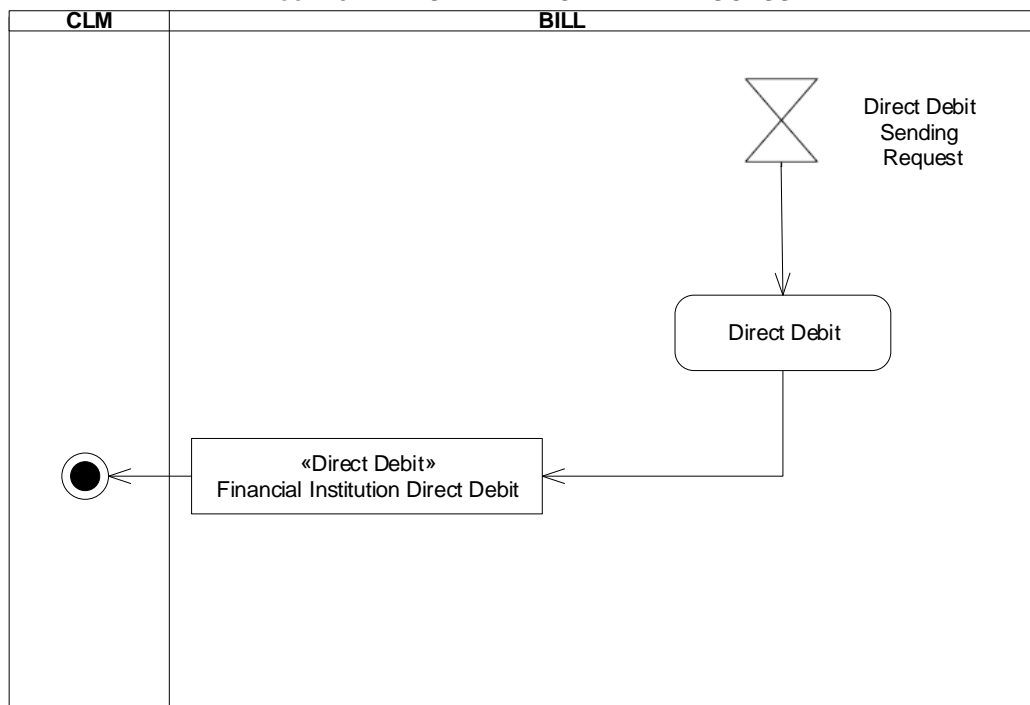 CLM
BILL
Direct Debit
Sending
Request
Direct Debit
«Direct Debit»
Financial Institution Direct Debit